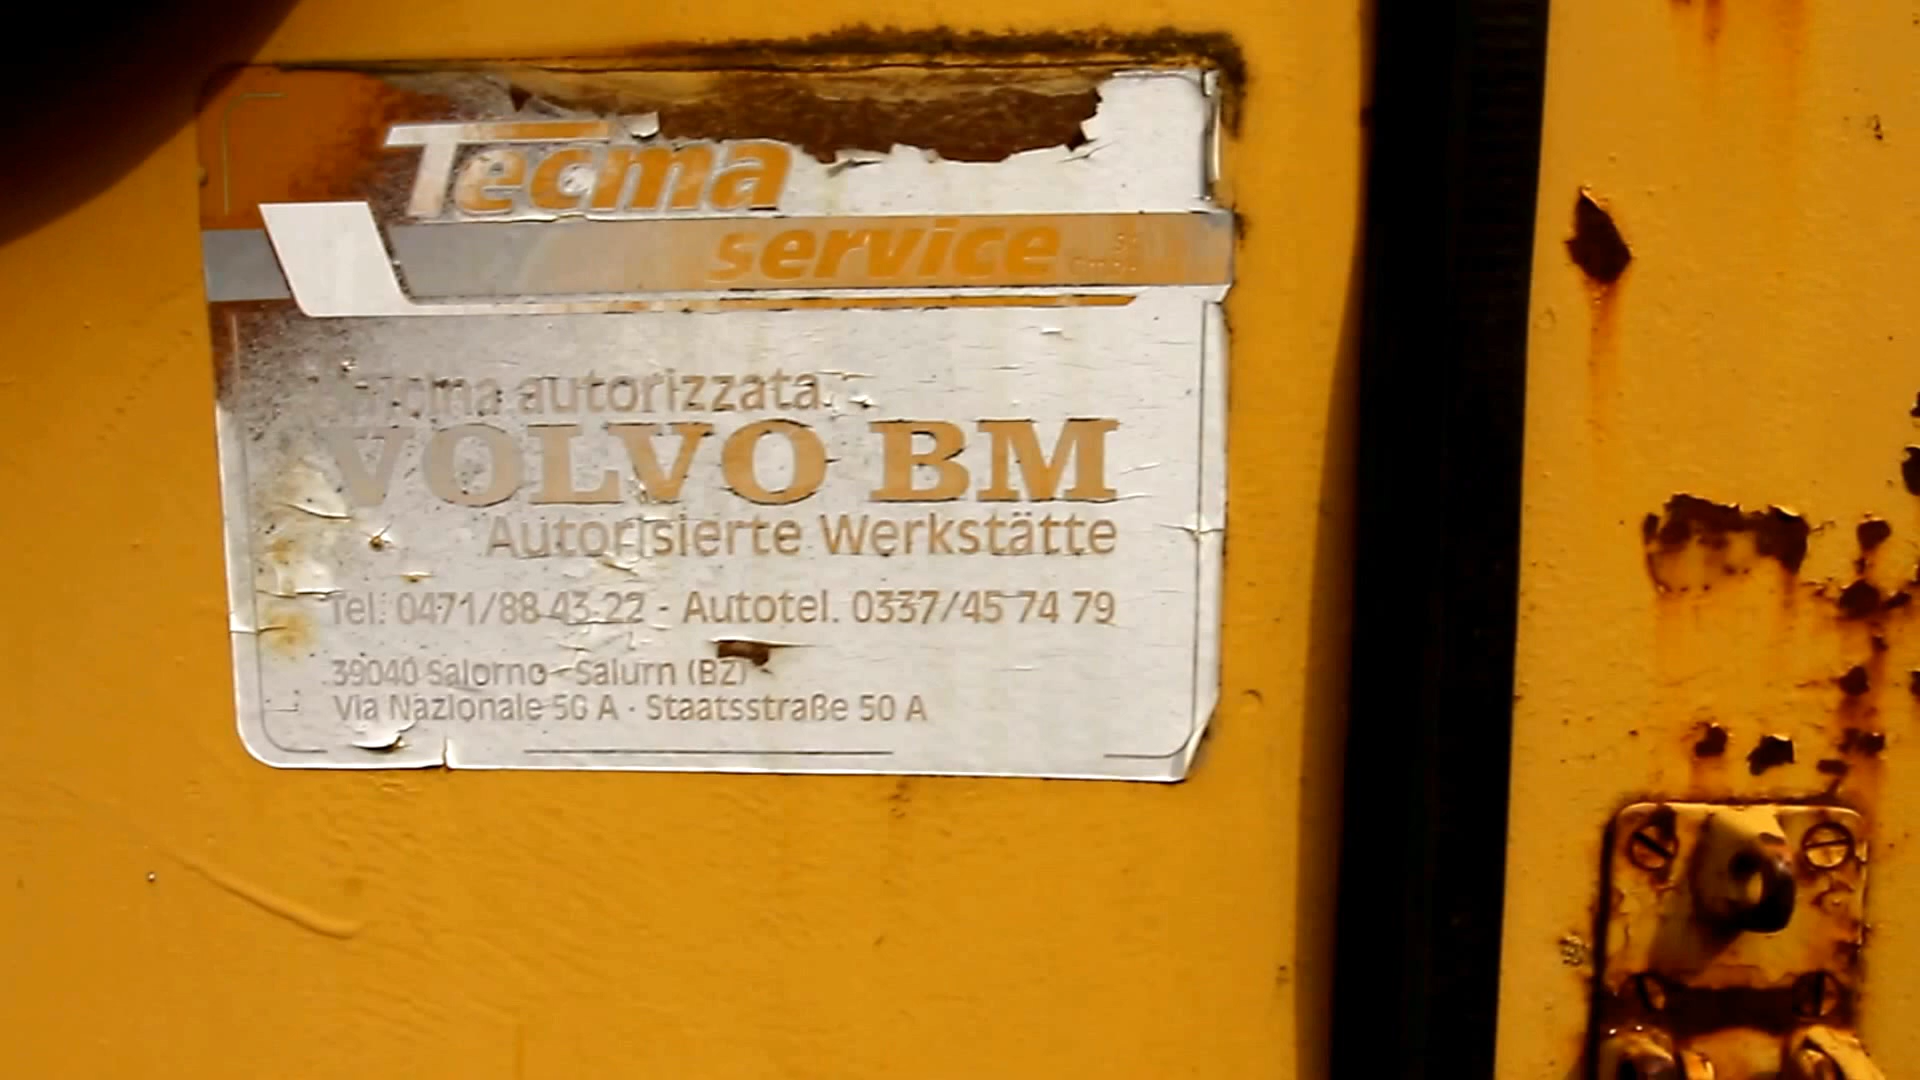 Tecma
service
autorizzata
VOLVO BM
Autorisierte Werkstätte
Tel. 0471/88 43 22 - Autotel. 0337/45 74 79
39040 Salorno - Salurn (BZ)
Via Nazionale 50 A · Staatsstraße 50 A